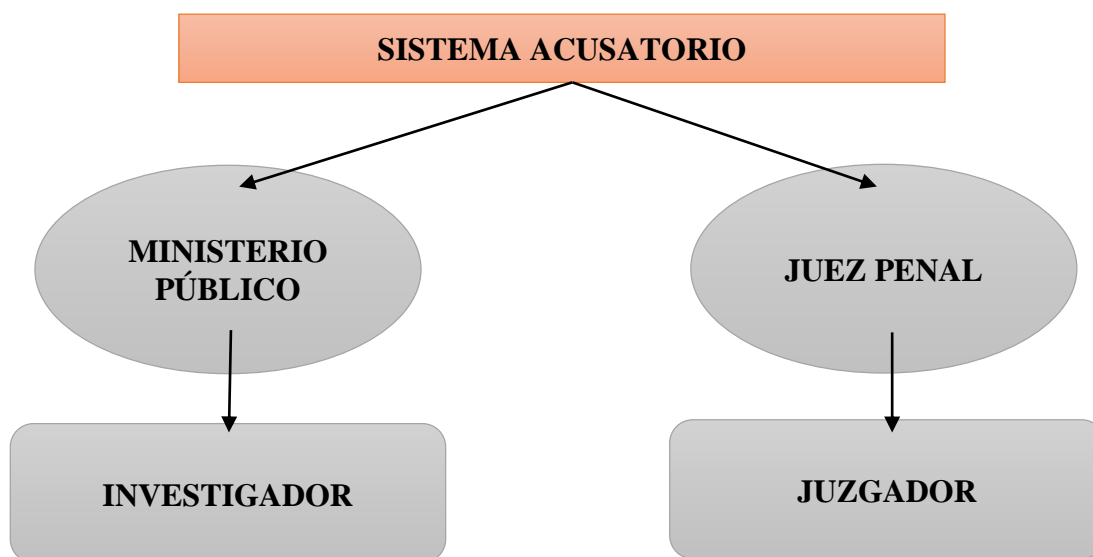 SISTEMA ACUSATORIO
MINISTERIO
PÚBLICO
JUEZ PENAL
INVESTIGADOR
JUZGADOR